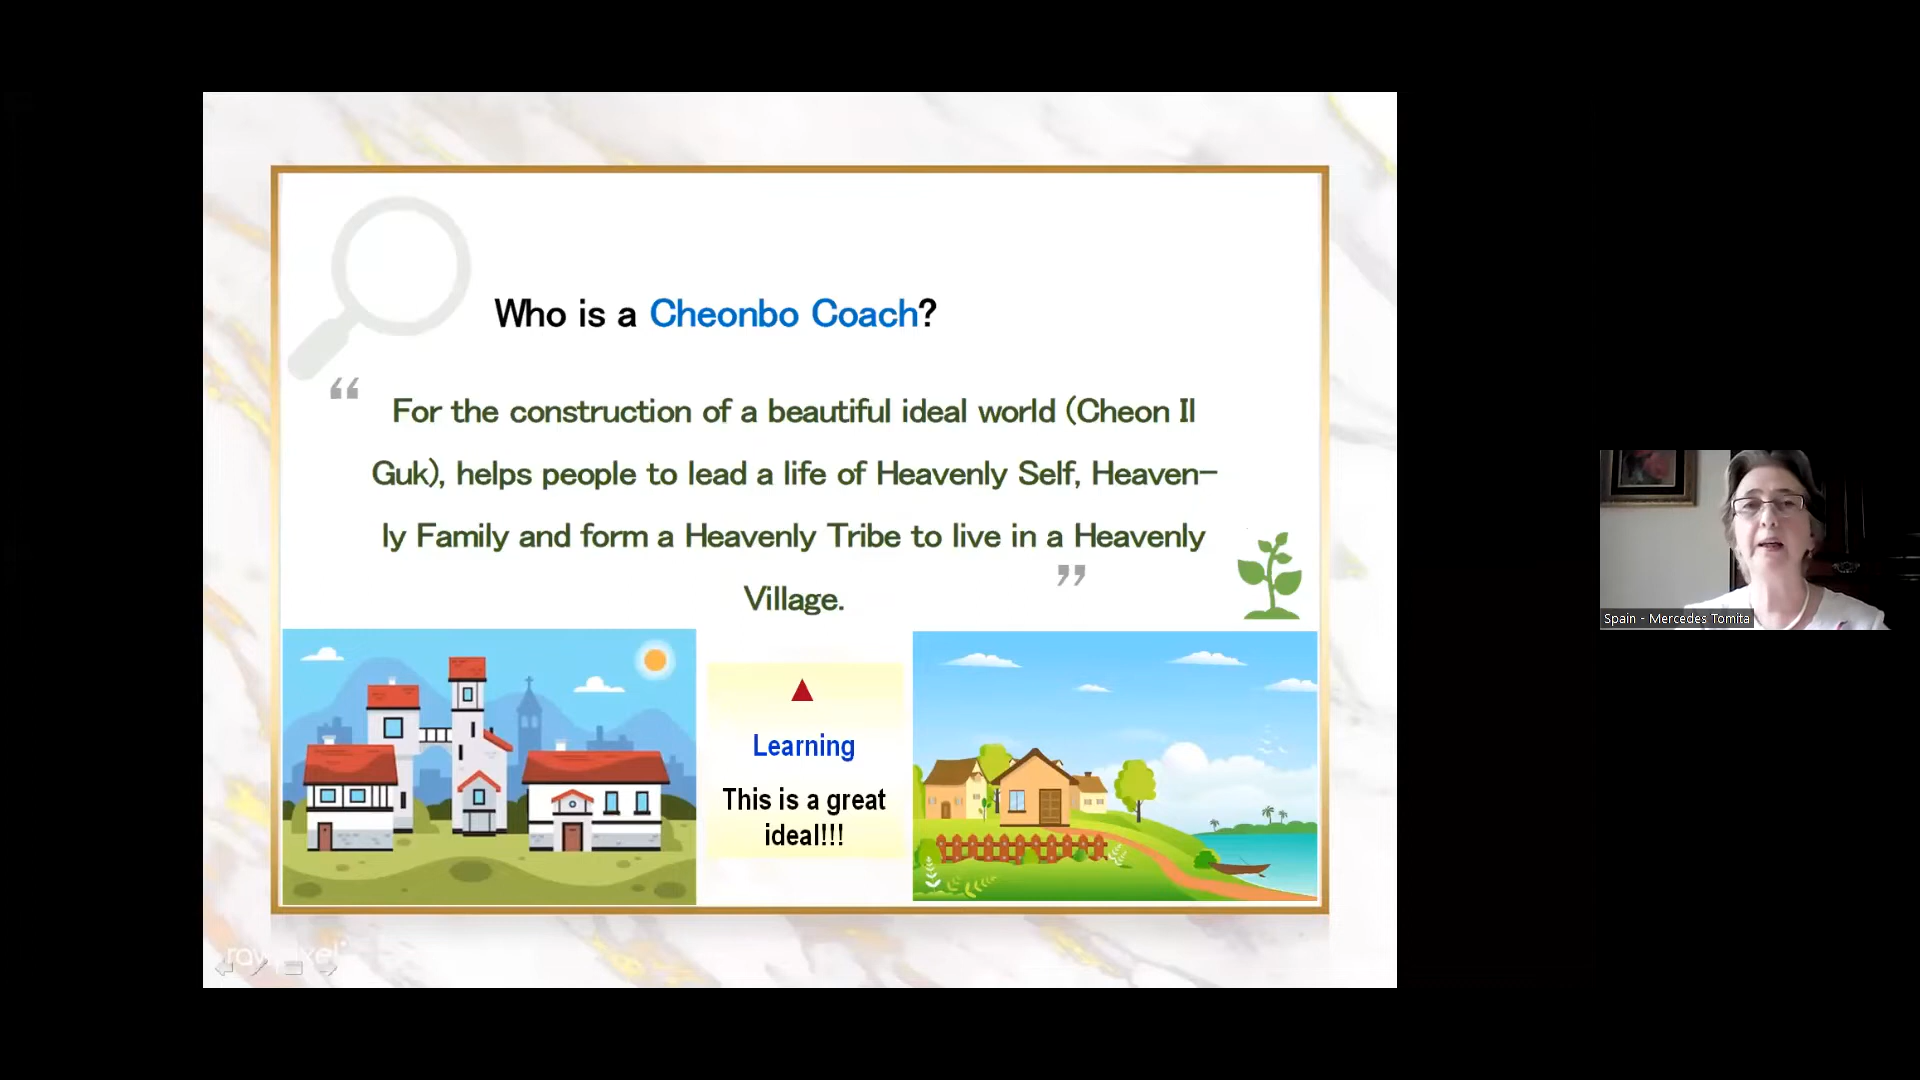 Who is a Cheonbo Coach?
“
For the construction of a beautiful ideal world (Cheon Il
Guk), helps people to lead a life of Heavenly Self, Heaven-
ly Family and form a Heavenly Tribe to live in a Heavenly
Village.
”
Learning
This is a great
ideal!!!
rawpixel
Spain - Mercedes Tomita